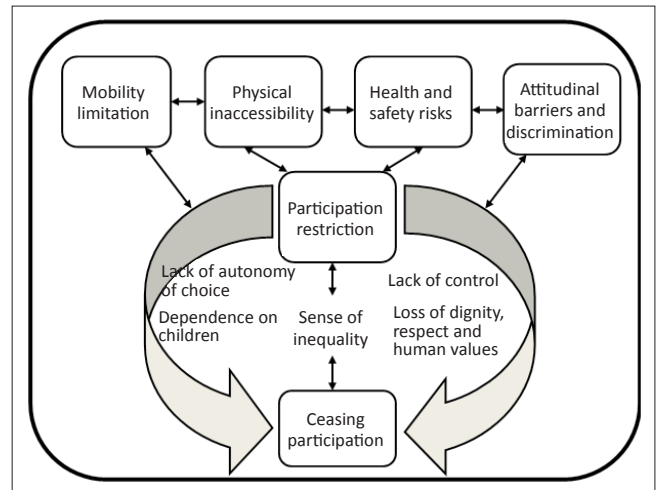 Mobility
limitation
Physical
inaccessibility
Health and
safety risks
Attitudinal
barriers and
discrimination
Participation
restriction
Lack of autonomy
of choice
Dependence on
children
Sense of
inequality
Lack of control
Loss of dignity,
respect and
human values
Ceasing
participation